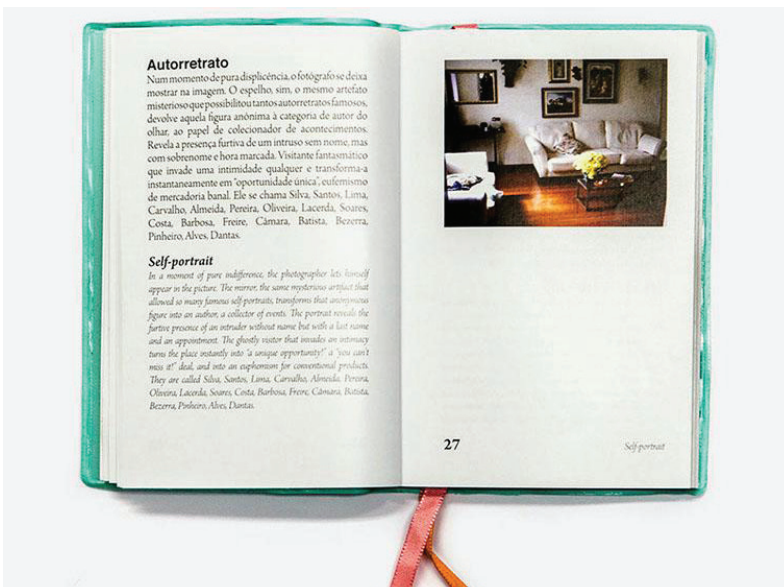 Autorretrato
Num momento de pura displicência, o fotógrafo se deixa
mostrar na imagem. O espelho, sim, o mesmo artefato
misterioso que possibilitou tantos autorretratos famosos,
devolve aquela figura anônima à categoria de autor do
olhar, ao papel de colecionador de acontecimentos.
Revela a presença furtiva de um intruso sem nome, mas
com sobrenome e hora marcada. Visitante fantasmático
que invade uma intimidade qualquer e transforma-a
instantaneamente em "oportunidade única", eufemismo
de mercadoria banal. Ele se chama Silva, Santos, Lima,
Carvalho, Almeida, Pereira, Oliveira, Lacerda, Soares,
Costa, Barbosa, Freire, Câmara, Batista, Bezerra,
Pinheiro, Alves, Dantas.
Self-portrait
In a moment of pure indifference, the photographer lets himself
appear in the picture. The mirror, the same mysterious artifact that
allowed so many famous self-portraits, transforms that anonymous
figure into an author, a collector of events. The portrait reveals the
furtive presence of an intruder without name but with a last name
and an appointment. The ghostly visitor that invades an intimacy
turns the place instantly into "a unique opportunity!" a "you can't
miss it!" deal, and into an euphemism for conventional products.
They are called Silva, Santos, Lima, Carvalho, Almeida, Pereira,
Oliveira, Lacerda, Soares, Costa, Barbosa, Freire, Câmara, Batista,
Bezerra, Pinheiro, Alves, Dantas.
27
Self-portrait